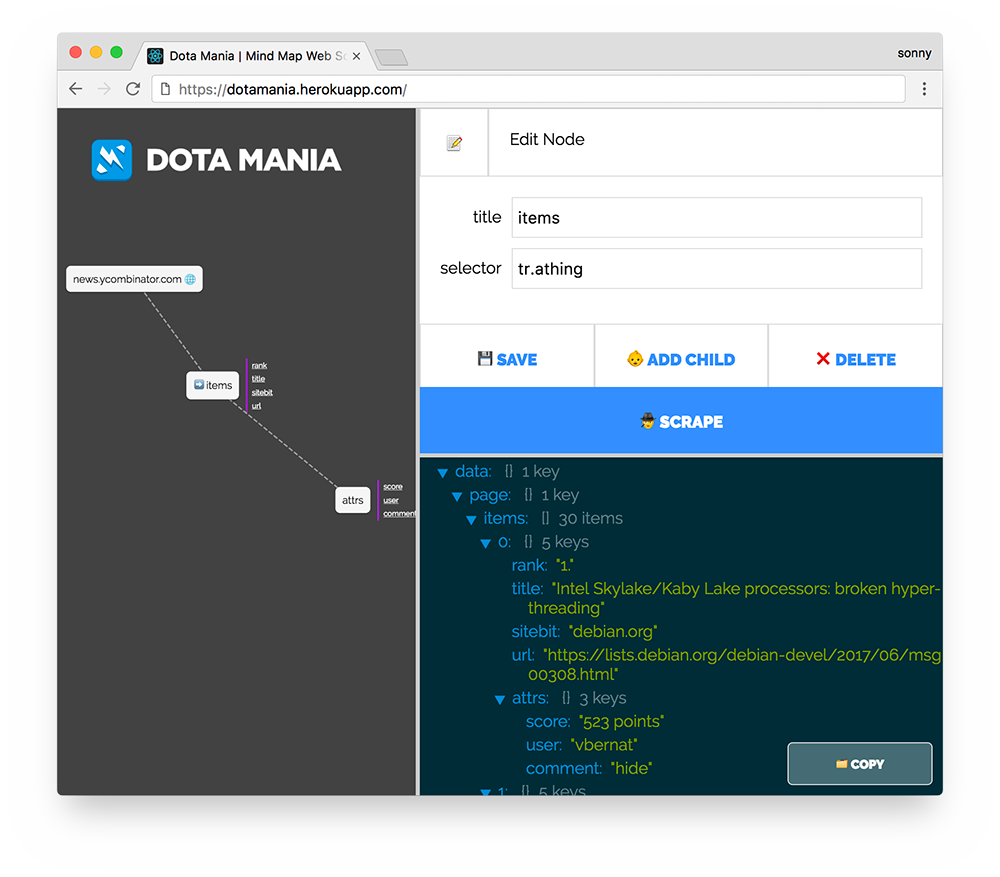 Dota Mania | Mind Map Web Sc
sonny
https://dotamania.herokuapp.com/
DOTA MANIA
news.ycombinator.com
items
rank
title
sitebit
url
attrs
score
user
comment
Edit Node
title items
selector tr.athing
SAVE ADD CHILD DELETE
SCRAPE
data: {} 1 key
page: {} 1 key
items: [] 30 items
0: {} 5 keys
rank: "1."
title: "Intel Skylake/Kaby Lake processors: broken hyper-
threading"
sitebit: "debian.org"
url: "https://lists.debian.org/debian-devel/2017/06/msg
00308.html"
attrs: {} 3 keys
score: "523 points"
user: "vbernat"
comment: "hide"
1: {} 5 keys
COPY